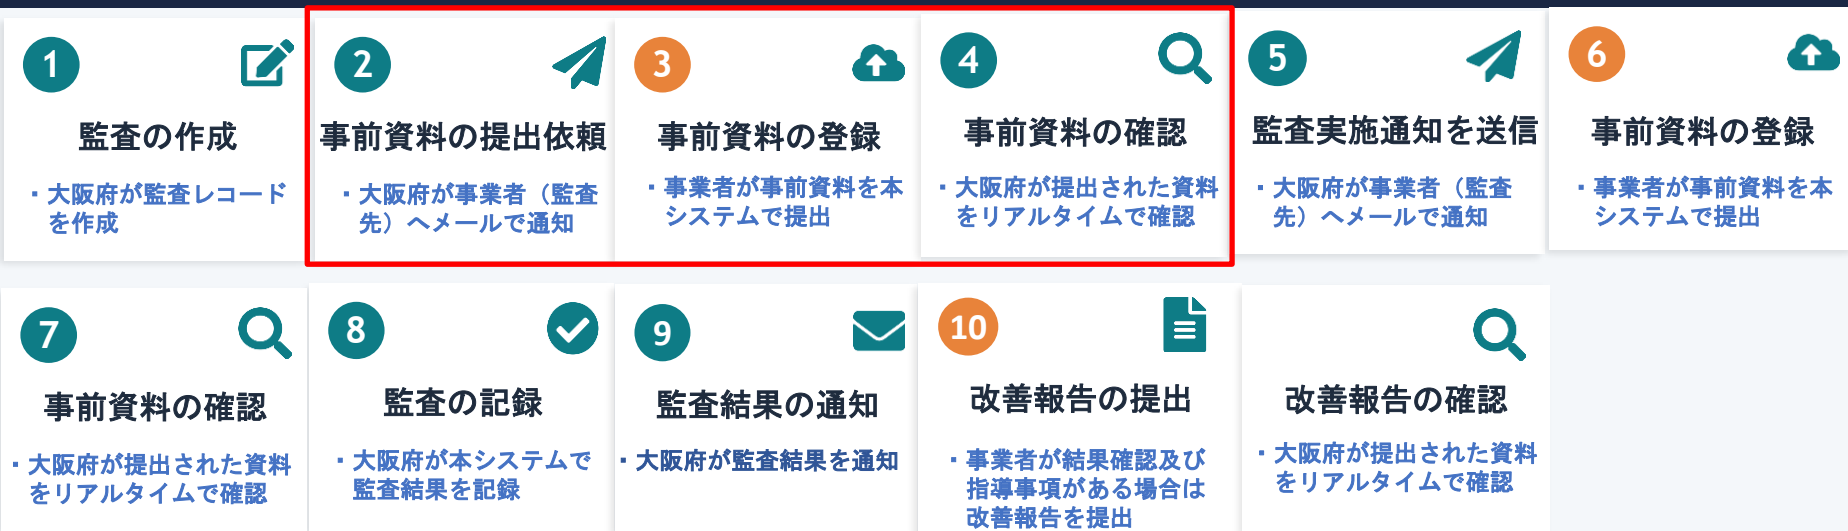 1
監査の作成
・大阪府が監査レコード
を作成
2
事前資料の提出依頼
・大阪府が事業者（監査
先）へメールで通知
3
事前資料の登録
・事業者が事前資料を本
システムで提出
4
事前資料の確認
・大阪府が提出された資料
をリアルタイムで確認
5
監査実施通知を送信
・大阪府が事業者（監査
先）へメールで通知
6
事前資料の登録
・事業者が事前資料を本
システムで提出
7
事前資料の確認
・大阪府が提出された資料
をリアルタイムで確認
8
監査の記録
・大阪府が本システムで
監査結果を記録
9
監査結果の通知
・大阪府が監査結果を通知
10
改善報告の提出
・事業者が結果確認及び
指導事項がある場合は
改善報告を提出
改善報告の確認
・大阪府が提出された資料
をリアルタイムで確認